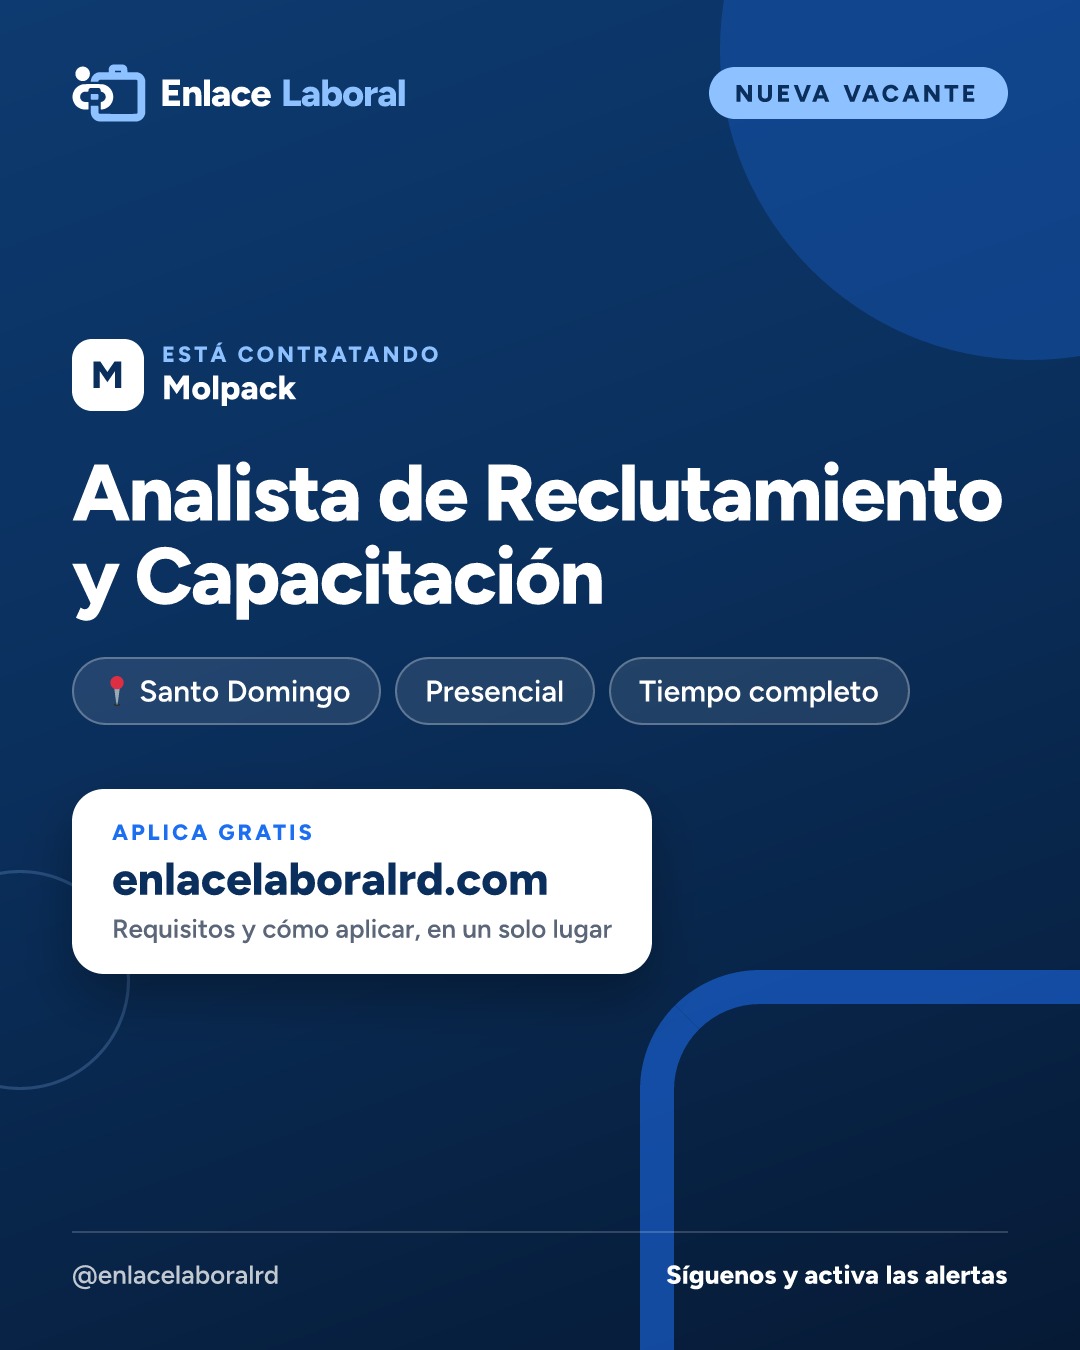 Enlace Laboral
NUEVA VACANTE
M
ESTÁ CONTRATANDO
Molpack
Analista de Reclutamiento
y Capacitación
📍 Santo Domingo
Presencial
Tiempo completo
APLICA GRATIS
enlacelaboralrd.com
Requisitos y cómo aplicar, en un solo lugar
@enlacelaboralrd
Síguenos y activa las alertas